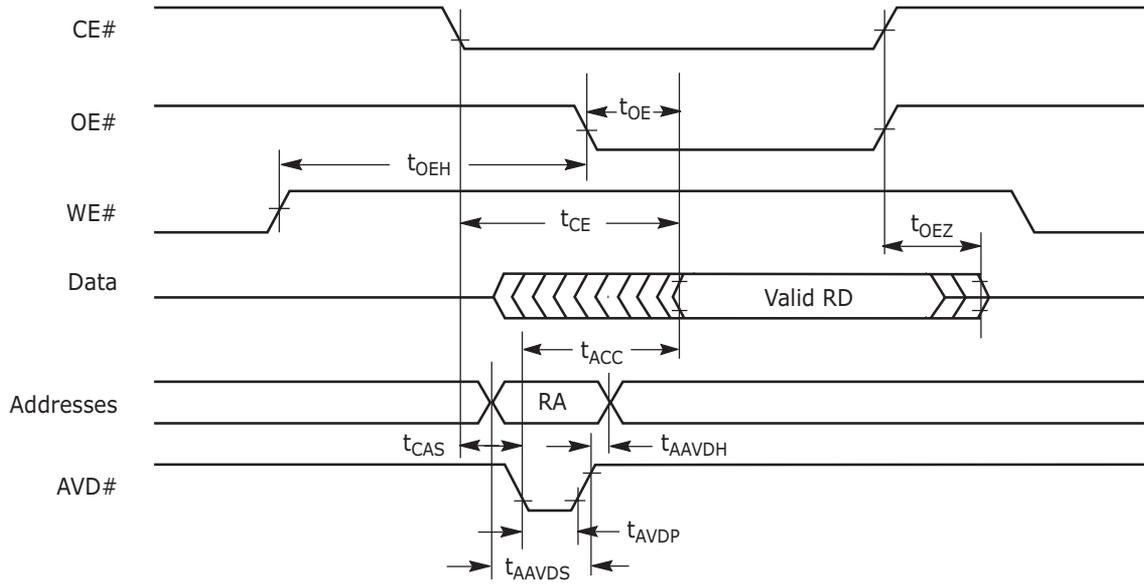 CE#
OE#
tOE
tOEH
WE#
tCE
tOEZ
Data
Valid RD
tACC
Addresses
RA
tCAS
tAAVDH
AVD#
tAVDP
tAAVDS